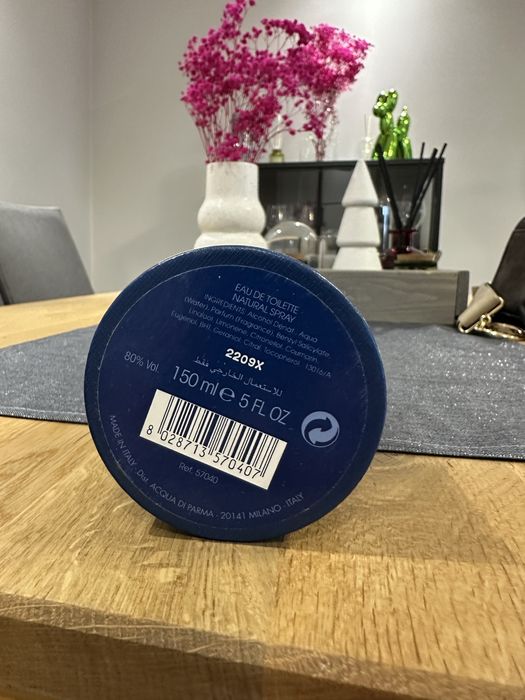 EAU DE TOILETTE
NATURAL SPRAY
INGREDIENTS: Alcohol Denat., Aqua
(Water), Parfum (Fragrance), Benzyl Salicylate,
Linalool, Limonene, Citronellol, Coumarin,
Eugenol, BHT, Geraniol, Citral, Tocopherol. 13016/A
2209X
للاستعمال الخارجي فقط
80% Vol. 150 ml e 5 FL OZ
8 028713 570407
Ref. 57040
MADE IN ITALY - Dist. ACQUA DI PARMA - 20141 MILANO - ITALY